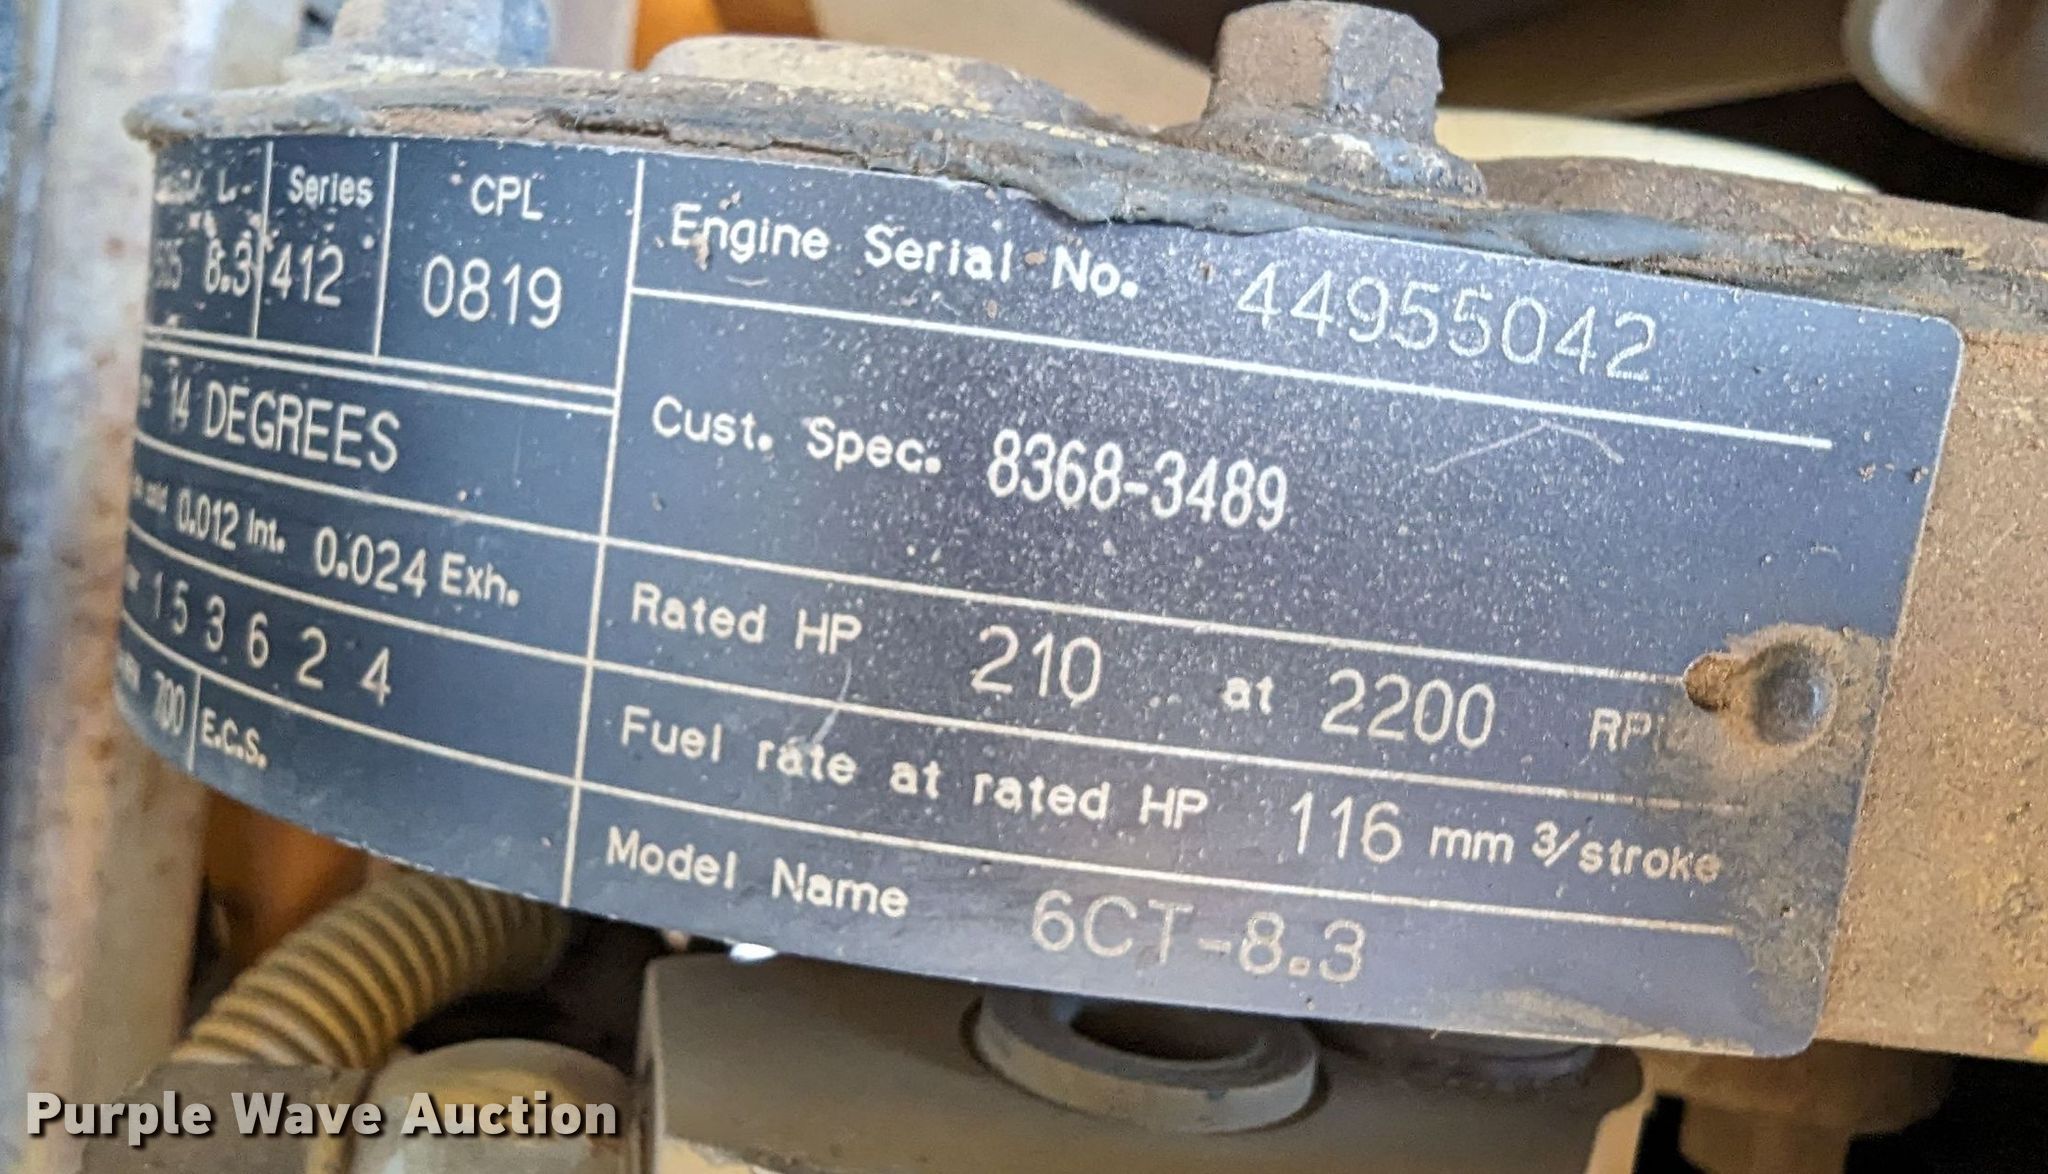 L. Series CPL
8.3 412 0819
14 DEGREES
0.012 Int. 0.024 Exh.
1 5 3 6 2 4
700 E.C.S.
Engine Serial No. 44955042
Cust. Spec. 8368-3489
Rated HP 210 at 2200
Fuel rate at rated HP 116 mm 3/stroke
Model Name 6CT-8.3
Purple Wave Auction